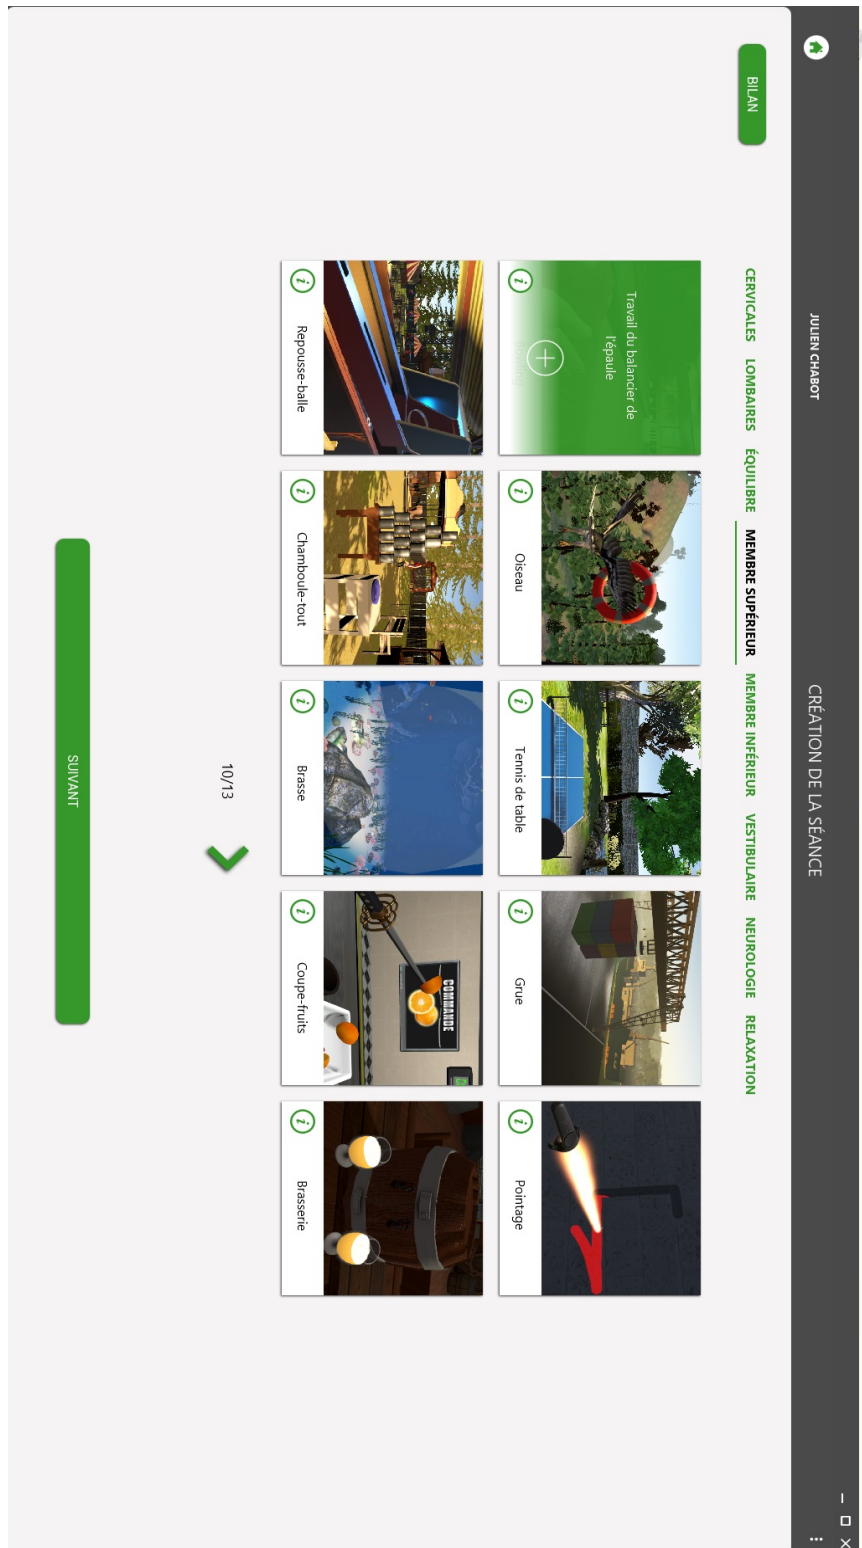 JULIEN CHABOT
CRÉATION DE LA SÉANCE
BILAN
CERVICALES
LOMBAIRES
ÉQUILIBRE
MEMBRE SUPÉRIEUR
MEMBRE INFÉRIEUR
VESTIBULAIRE
NEUROLOGIE
RELAXATION
Travail du balancier de
l'épaule
Oiseau
Tennis de table
Grue
Pointage
COMMANDE
Repousse-balle
Chamboule-tout
Brasse
Coupe-fruits
Brasserie
10/13
SUIVANT